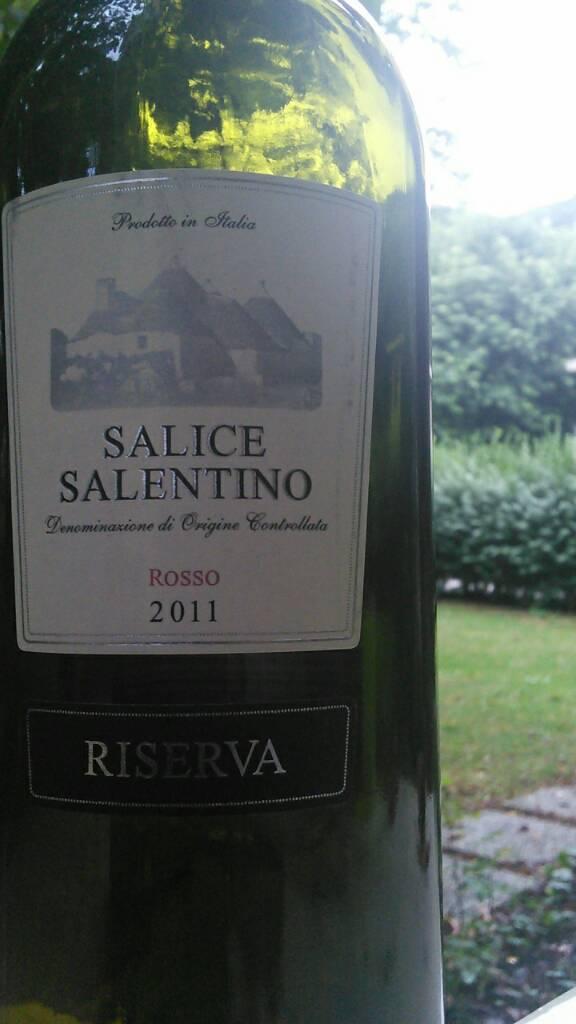 Prodotto in Italia
SALICE
SALENTINO
Denominazione di Origine Controllata
ROSSO
2011
RISERVA